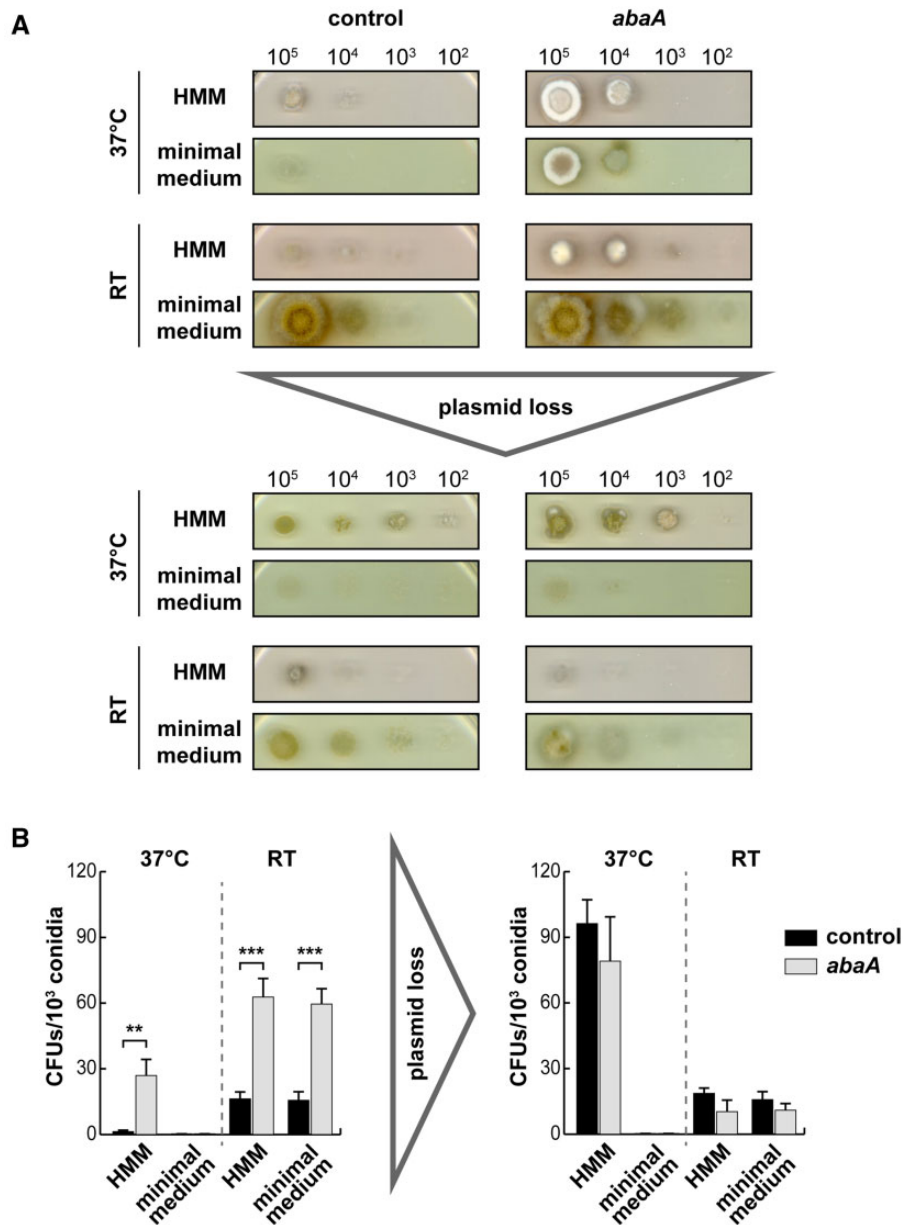 A
control
abaA
10⁵ 10⁴ 10³ 10² 10⁵ 10⁴ 10³ 10²
37°C
HMM
minimal
medium
RT
HMM
minimal
medium
plasmid loss
10⁵ 10⁴ 10³ 10² 10⁵ 10⁴ 10³ 10²
37°C
HMM
minimal
medium
RT
HMM
minimal
medium
B
37°C RT
CFUs/10³ conidia
120
90
60
30
0
**
***
***
HMM
minimal
medium
HMM
minimal
medium
plasmid loss
37°C RT
CFUs/10³ conidia
120
90
60
30
0
HMM
minimal
medium
HMM
minimal
medium
control
abaA